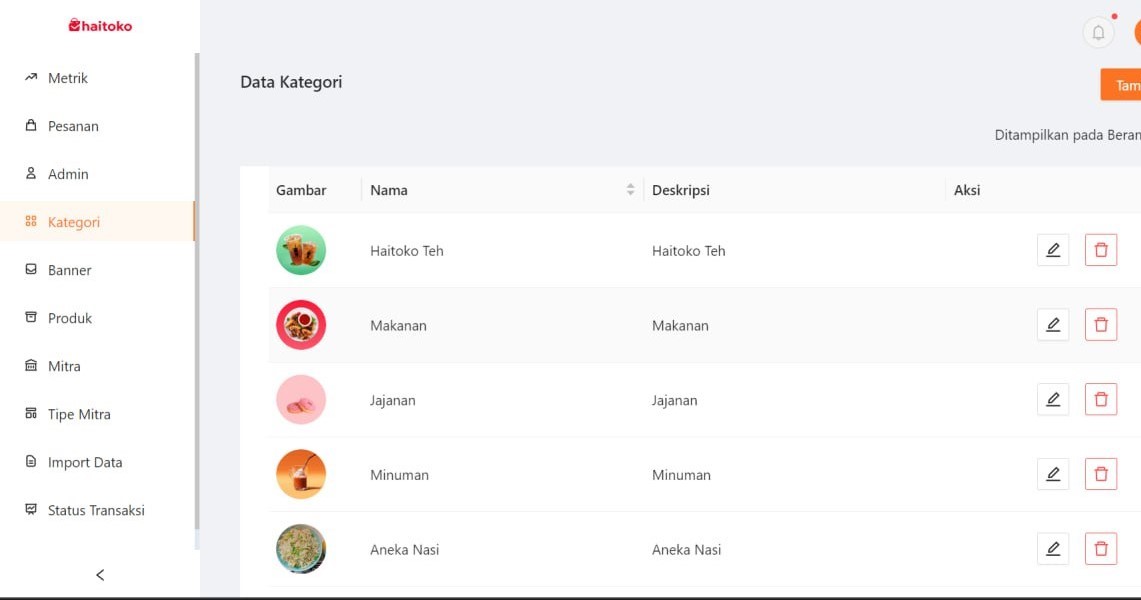 haitoko
Metrik
Pesanan
Admin
Kategori
Banner
Produk
Mitra
Tipe Mitra
Import Data
Status Transaksi
Data Kategori
Tam
Ditampilkan pada Beran
Gambar Nama Deskripsi Aksi
Haitoko Teh Haitoko Teh
Makanan Makanan
Jajanan Jajanan
Minuman Minuman
Aneka Nasi Aneka Nasi